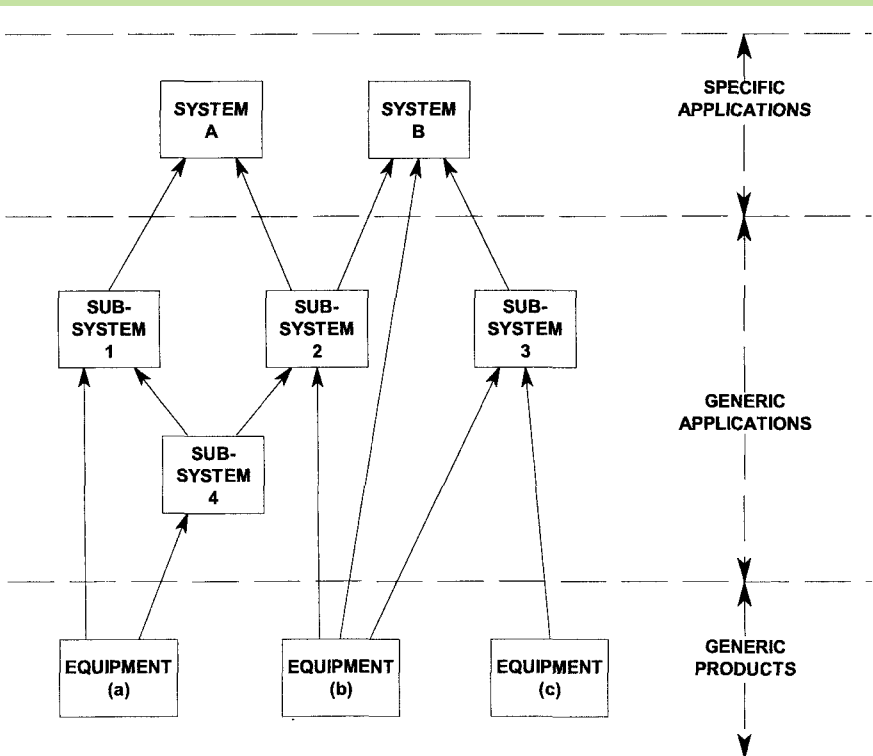 SYSTEM
A
SYSTEM
B
SPECIFIC
APPLICATIONS
SUB-
SYSTEM
1
SUB-
SYSTEM
2
SUB-
SYSTEM
3
GENERIC
APPLICATIONS
SUB-
SYSTEM
4
EQUIPMENT
(a)
EQUIPMENT
(b)
EQUIPMENT
(c)
GENERIC
PRODUCTS